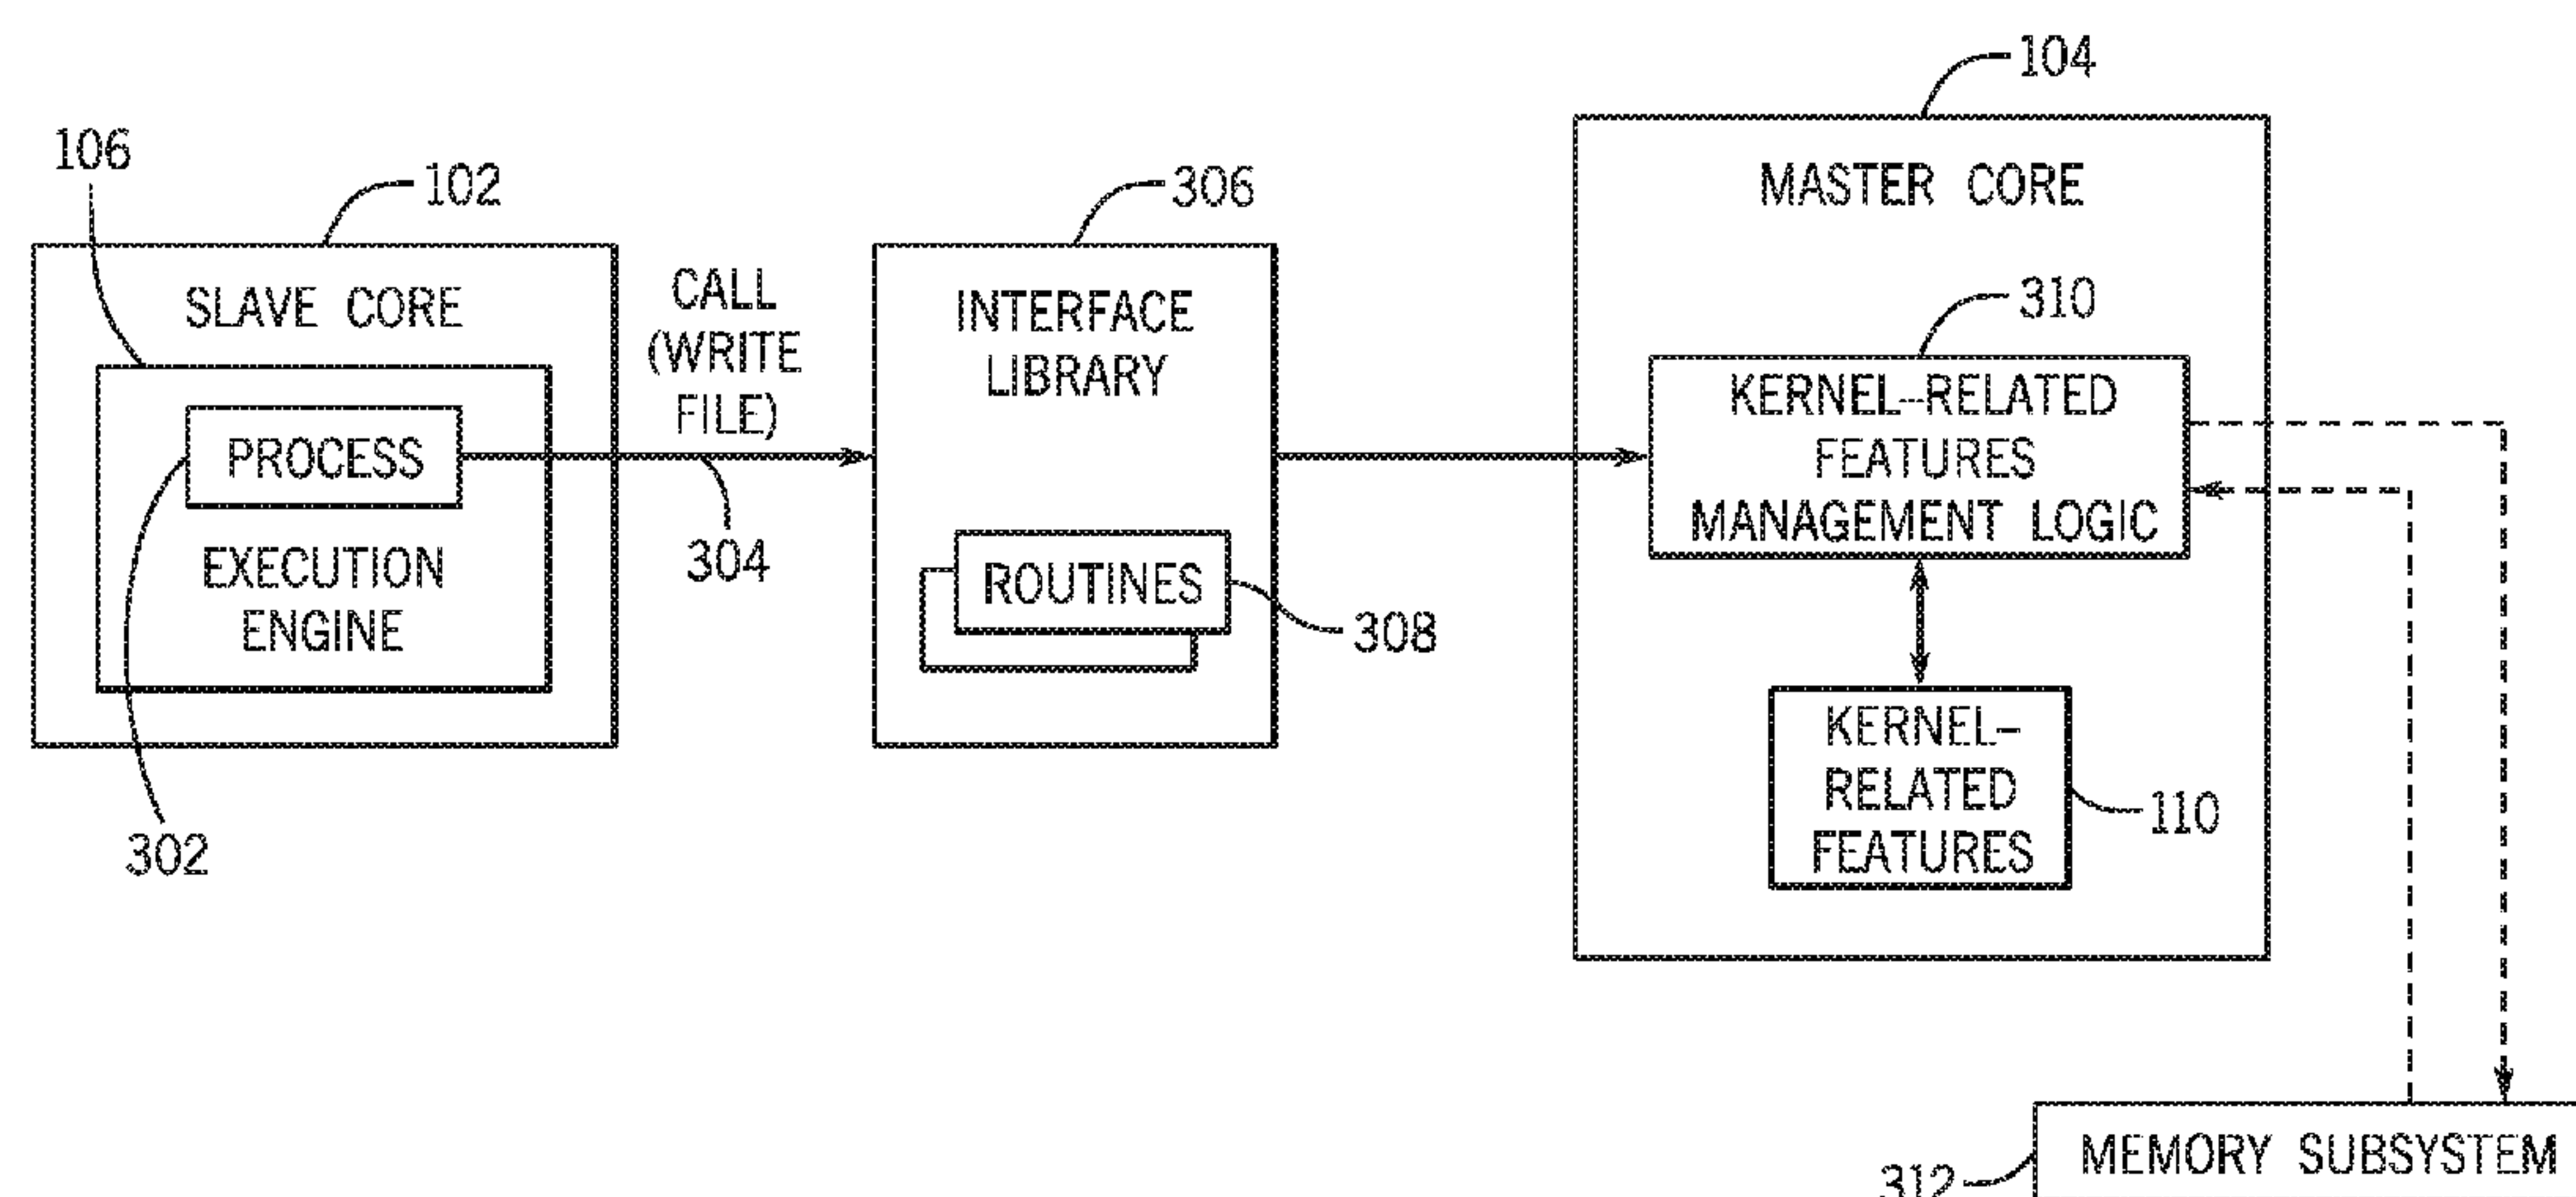 104
106
102
306
MASTER CORE
SLAVE CORE
CALL
(WRITE
FILE)
INTERFACE
LIBRARY
310
KERNEL-RELATED
FEATURES
MANAGEMENT LOGIC
PROCESS
304
EXECUTION
ENGINE
ROUTINES
308
KERNEL-
RELATED
FEATURES
110
302
312
MEMORY SUBSYSTEM